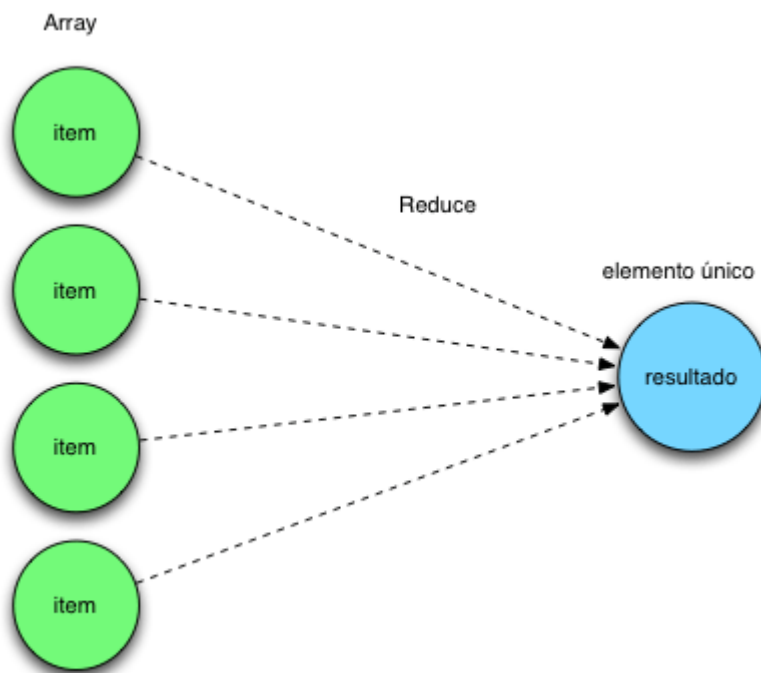 Array
item
Reduce
item
elemento único
resultado
item
item